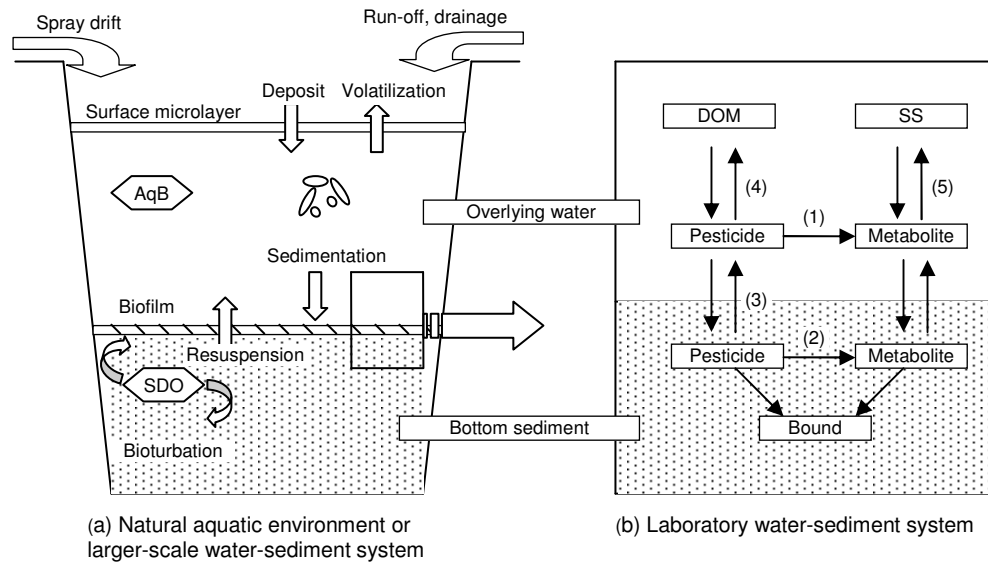 Spray drift
Run-off, drainage
Deposit
Volatilization
Surface microlayer
AqB
Overlying water
Sedimentation
Biofilm
Resuspension
SDO
Bioturbation
Bottom sediment
(a) Natural aquatic environment or
larger-scale water-sediment system
DOM
SS
(4)
(5)
(1)
Pesticide
Metabolite
(3)
(2)
Pesticide
Metabolite
Bound
(b) Laboratory water-sediment system